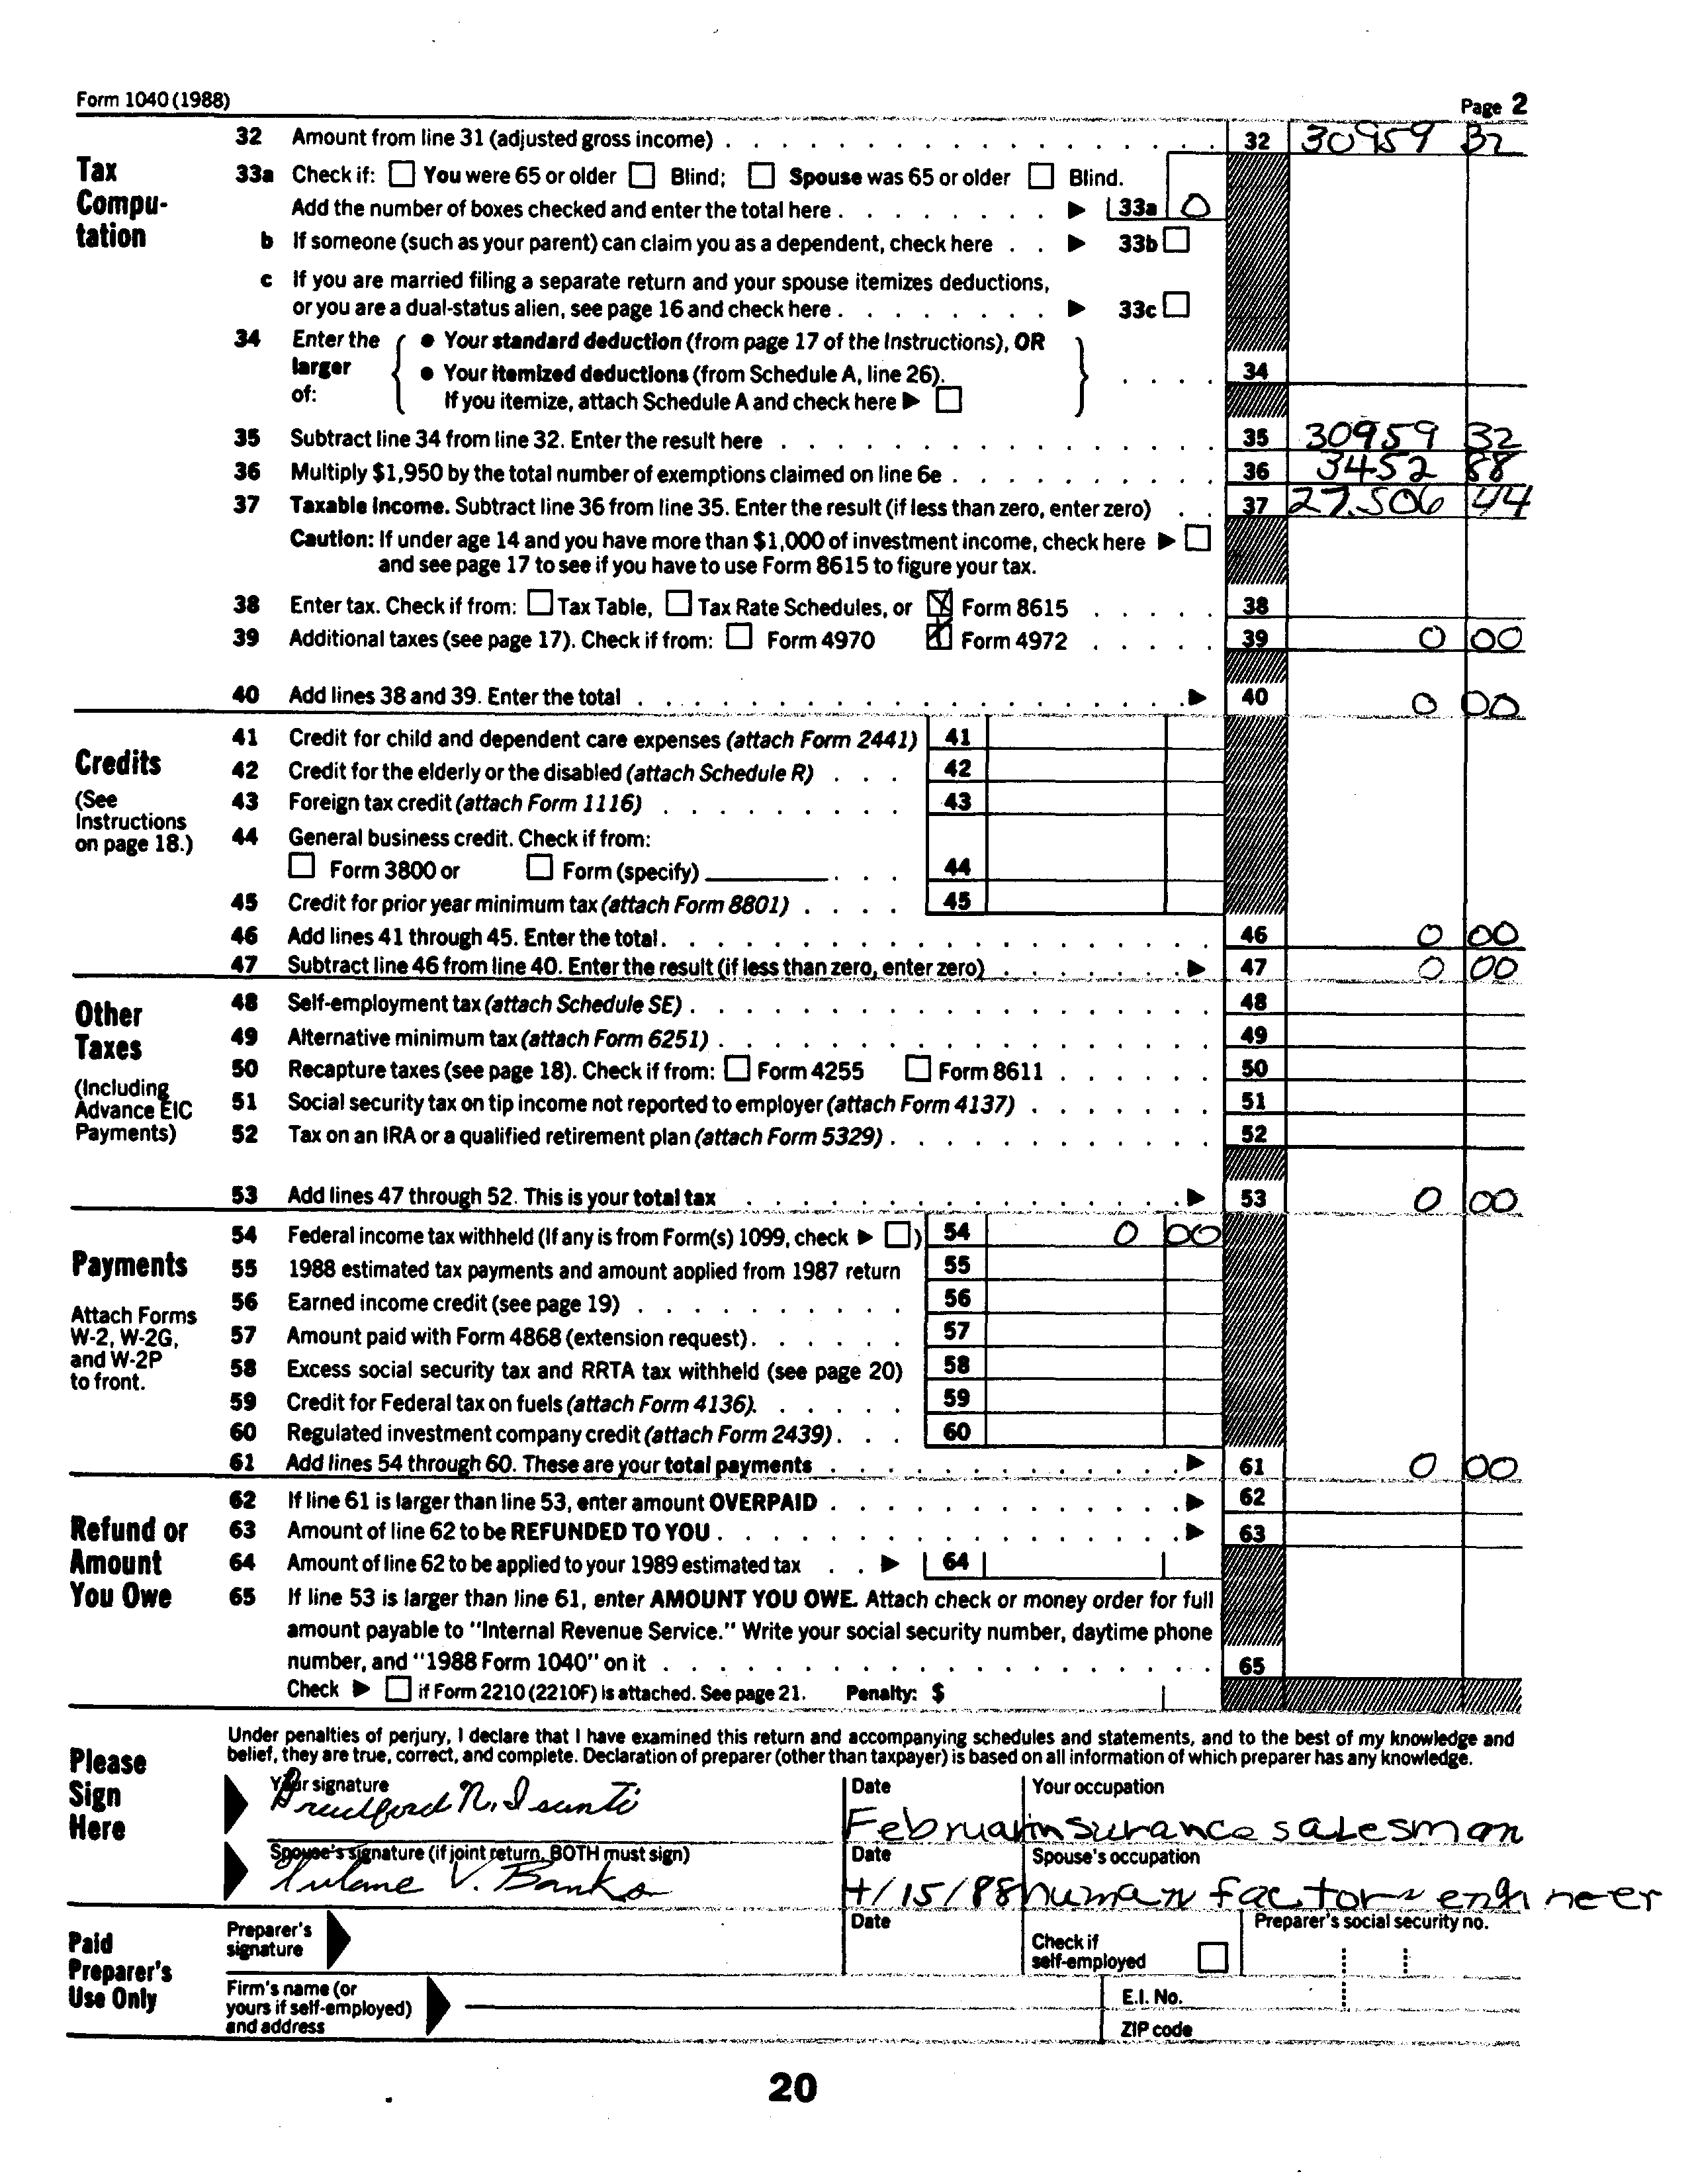 Form 1040 (1988) Page 2
Tax Compu-tation
32 Amount from line 31 (adjusted gross income) 32 30959 32
33a Check if: You were 65 or older Blind; Spouse was 65 or older Blind.
Add the number of boxes checked and enter the total here 33a 0
b If someone (such as your parent) can claim you as a dependent, check here 33b
c If you are married filing a separate return and your spouse itemizes deductions,
or you are a dual-status alien, see page 16 and check here 33c
34 Enter the larger of:
• Your standard deduction (from page 17 of the Instructions), OR
• Your itemized deductions (from Schedule A, line 26). 34
If you itemize, attach Schedule A and check here
35 Subtract line 34 from line 32. Enter the result here 35 30959 32
36 Multiply $1,950 by the total number of exemptions claimed on line 6e 36 3452 88
37 Taxable income. Subtract line 36 from line 35. Enter the result (if less than zero, enter zero) 37 27.506 44
Caution: If under age 14 and you have more than $1,000 of investment income, check here
and see page 17 to see if you have to use Form 8615 to figure your tax.
38 Enter tax. Check if from: Tax Table, Tax Rate Schedules, or X Form 8615 38
39 Additional taxes (see page 17). Check if from: Form 4970 X Form 4972 39 0 00
40 Add lines 38 and 39. Enter the total 40 0 00
Credits
(See Instructions on page 18.)
41 Credit for child and dependent care expenses (attach Form 2441) 41
42 Credit for the elderly or the disabled (attach Schedule R) 42
43 Foreign tax credit (attach Form 1116) 43
44 General business credit. Check if from:
Form 3800 or Form (specify) 44
45 Credit for prior year minimum tax (attach Form 8801) 45
46 Add lines 41 through 45. Enter the total 46 0 00
47 Subtract line 46 from line 40. Enter the result (if less than zero, enter zero) 47 0 00
Other Taxes
(Including Advance EIC Payments)
48 Self-employment tax (attach Schedule SE) 48
49 Alternative minimum tax (attach Form 6251) 49
50 Recapture taxes (see page 18). Check if from: Form 4255 Form 8611 50
51 Social security tax on tip income not reported to employer (attach Form 4137) 51
52 Tax on an IRA or a qualified retirement plan (attach Form 5329) 52
53 Add lines 47 through 52. This is your total tax 53 0 00
Payments
Attach Forms W-2, W-2G, and W-2P to front.
54 Federal income tax withheld (If any is from Form(s) 1099, check ) 54 0 00
55 1988 estimated tax payments and amount applied from 1987 return 55
56 Earned income credit (see page 19) 56
57 Amount paid with Form 4868 (extension request) 57
58 Excess social security tax and RRTA tax withheld (see page 20) 58
59 Credit for Federal tax on fuels (attach Form 4136) 59
60 Regulated investment company credit (attach Form 2439) 60
61 Add lines 54 through 60. These are your total payments 61 0 00
Refund or Amount You Owe
62 If line 61 is larger than line 53, enter amount OVERPAID 62
63 Amount of line 62 to be REFUNDED TO YOU 63
64 Amount of line 62 to be applied to your 1989 estimated tax 64
65 If line 53 is larger than line 61, enter AMOUNT YOU OWE. Attach check or money order for full
amount payable to "Internal Revenue Service." Write your social security number, daytime phone
number, and "1988 Form 1040" on it 65
Check if Form 2210 (2210F) is attached. See page 21. Penalty: $
Please Sign Here
Under penalties of perjury, I declare that I have examined this return and accompanying schedules and statements, and to the best of my knowledge and
belief, they are true, correct, and complete. Declaration of preparer (other than taxpayer) is based on all information of which preparer has any knowledge.
Your signature Date Your occupation
N. Isunti Februar insurance salesman
Spouse's signature (if joint return, BOTH must sign) Date Spouse's occupation
V. Banks 4/15/88 human factors engineer
Paid Preparer's Use Only
Preparer's signature Date Check if self-employed Preparer's social security no.
Firm's name (or yours if self-employed) and address E.I. No.
ZIP code
20